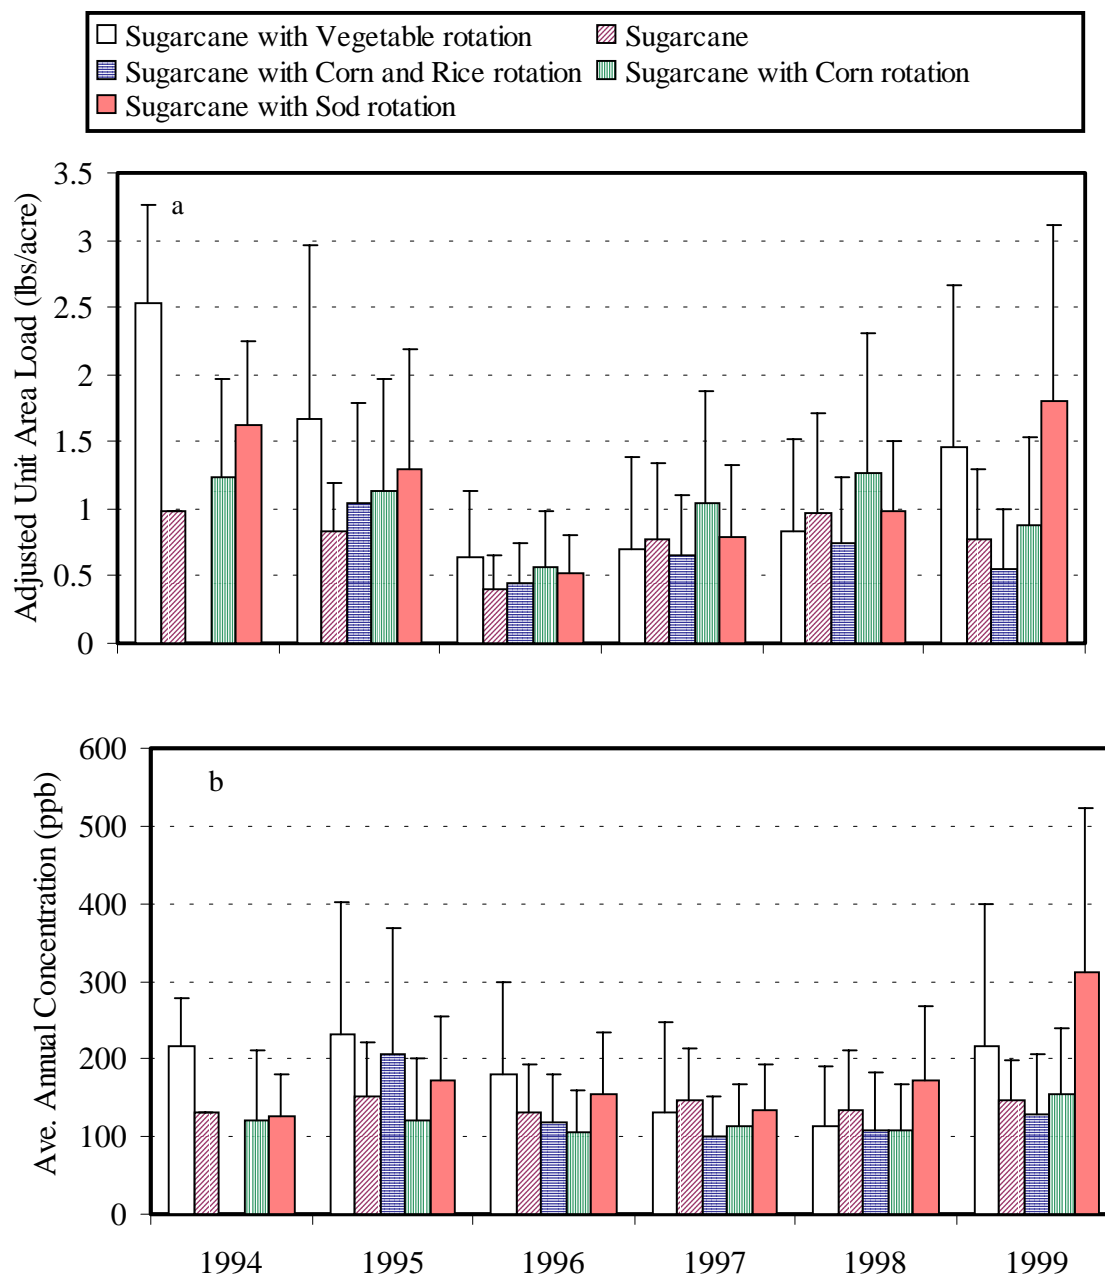 Sugarcane with Vegetable rotation
Sugarcane
Sugarcane with Corn and Rice rotation
Sugarcane with Corn rotation
Sugarcane with Sod rotation
Adjusted Unit Area Load (lbs/acre)
a
3.5
3
2.5
2
1.5
1
0.5
0
Ave. Annual Concentration (ppb)
b
600
500
400
300
200
100
0
1994 1995 1996 1997 1998 1999